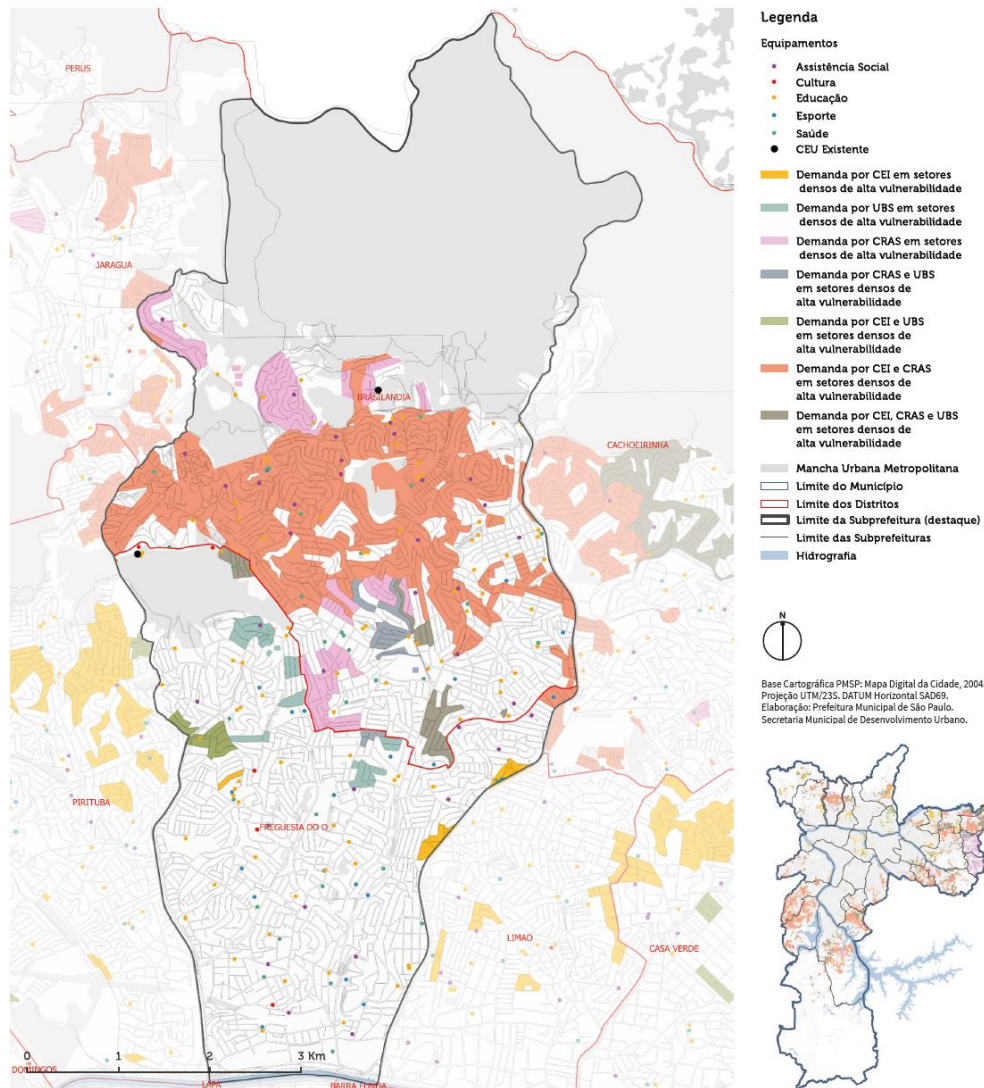 Legenda
Equipamentos
Assistência Social
Cultura
Educação
Esporte
Saúde
CEU Existente
Demanda por CEI em setores
densos de alta vulnerabilidade
Demanda por UBS em setores
densos de alta vulnerabilidade
Demanda por CRAS em setores
densos de alta vulnerabilidade
Demanda por CRAS e UBS
em setores densos de
alta vulnerabilidade
Demanda por CEI e UBS
em setores densos de
alta vulnerabilidade
Demanda por CEI e CRAS
em setores densos de
alta vulnerabilidade
Demanda por CEI, CRAS e UBS
em setores densos de
alta vulnerabilidade
Mancha Urbana Metropolitana
Limite do Município
Limite dos Distritos
Limite da Subprefeitura (destaque)
Limite das Subprefeituras
Hidrografia
N
Base Cartográfica PMSP: Mapa Digital da Cidade, 2004
Projeção UTM/23S. DATUM Horizontal SAD69.
Elaboração: Prefeitura Municipal de São Paulo.
Secretaria Municipal de Desenvolvimento Urbano.
PERUS
JARAGUA
BRASILANDIA
CACHOEIRINHA
PIRITUBA
FREGUESIA DO O
LIMAO
CASA VERDE
0 1 2 3 Km
DOMINGOS
LAPA
BARRA FUNDA